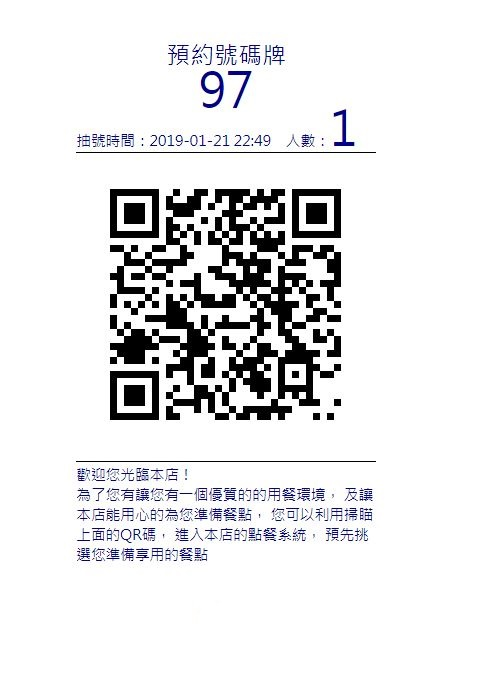 預約號碼牌
97
抽號時間：2019-01-21 22:49 人數：1
歡迎您光臨本店！
為了您有讓您有一個優質的的用餐環境， 及讓
本店能用心的為您準備餐點， 您可以利用掃瞄
上面的QR碼， 進入本店的點餐系統， 預先挑
選您準備享用的餐點